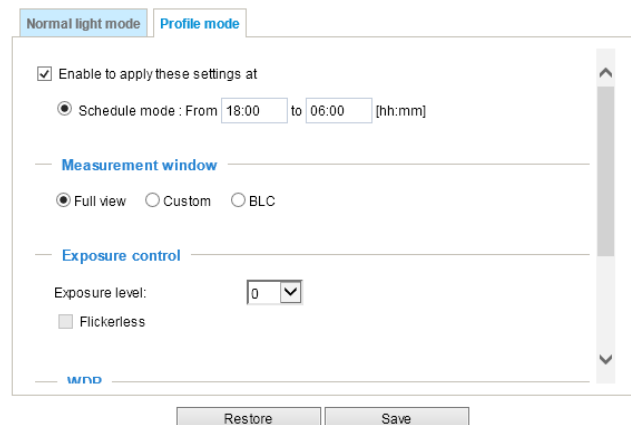 Normal light mode Profile mode
Enable to apply these settings at
Schedule mode : From 18:00 to 06:00 [hh:mm]
Measurement window
Full view Custom BLC
Exposure control
Exposure level: 0
Flickerless
WDR
Restore Save